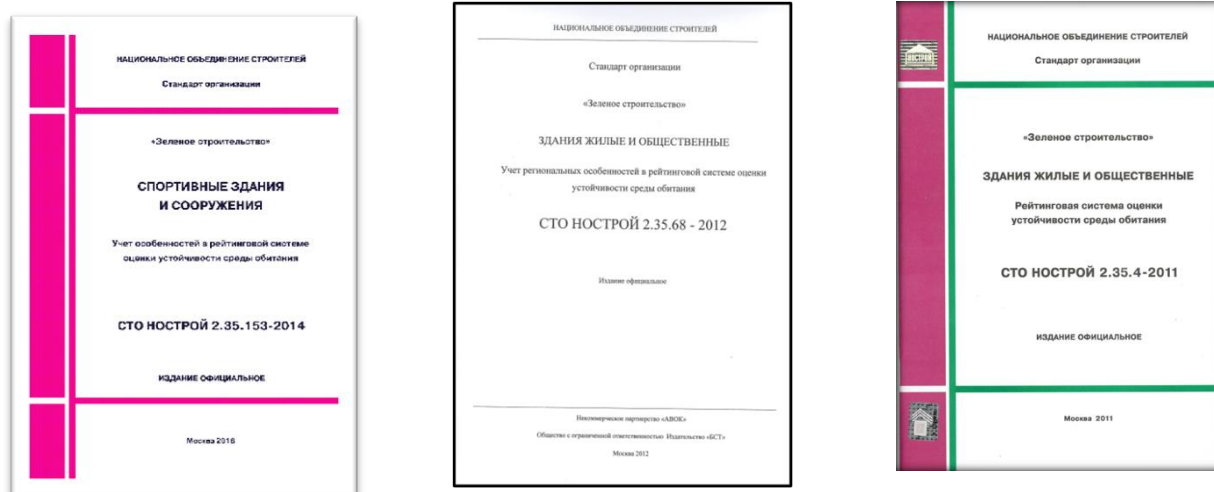 НАЦИОНАЛЬНОЕ ОБЪЕДИНЕНИЕ СТРОИТЕЛЕЙ
Стандарт организации
«Зеленое строительство»
СПОРТИВНЫЕ ЗДАНИЯ
И СООРУЖЕНИЯ
Учет особенностей в рейтинговой системе
оценки устойчивости среды обитания
СТО НОСТРОЙ 2.35.153-2014
ИЗДАНИЕ ОФИЦИАЛЬНОЕ
Москва 2016
НАЦИОНАЛЬНОЕ ОБЪЕДИНЕНИЕ СТРОИТЕЛЕЙ
Стандарт организации
«Зеленое строительство»
ЗДАНИЯ ЖИЛЫЕ И ОБЩЕСТВЕННЫЕ
Учет региональных особенностей в рейтинговой системе оценки
устойчивости среды обитания
СТО НОСТРОЙ 2.35.68 - 2012
Издание официальное
Некоммерческое партнерство «АВОК»
Общество с ограниченной ответственностью Издательство «БСТ»
Москва 2012
НАЦИОНАЛЬНОЕ ОБЪЕДИНЕНИЕ СТРОИТЕЛЕЙ
Стандарт организации
«Зеленое строительство»
ЗДАНИЯ ЖИЛЫЕ И ОБЩЕСТВЕННЫЕ
Рейтинговая система оценки
устойчивости среды обитания
СТО НОСТРОЙ 2.35.4-2011
ИЗДАНИЕ ОФИЦИАЛЬНОЕ
Москва 2011